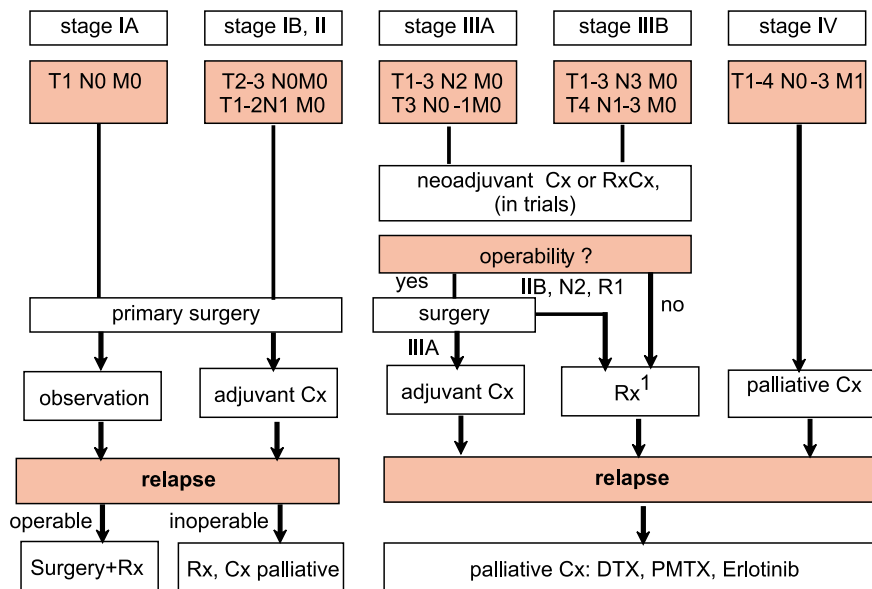 stage IA
stage IB, II
stage IIIA
stage IIIB
stage IV
T1 N0 M0
T2-3 N0M0
T1-2N1 M0
T1-3 N2 M0
T3 N0 -1M0
T1-3 N3 M0
T4 N1-3 M0
T1-4 N0 -3 M1
neoadjuvant Cx or RxCx,
(in trials)
operability ?
yes
IIB, N2, R1
no
primary surgery
surgery
IIIA
observation
adjuvant Cx
adjuvant Cx
Rx1
palliative Cx
relapse
relapse
operable
inoperable
Surgery+Rx
Rx, Cx palliative
palliative Cx: DTX, PMTX, Erlotinib